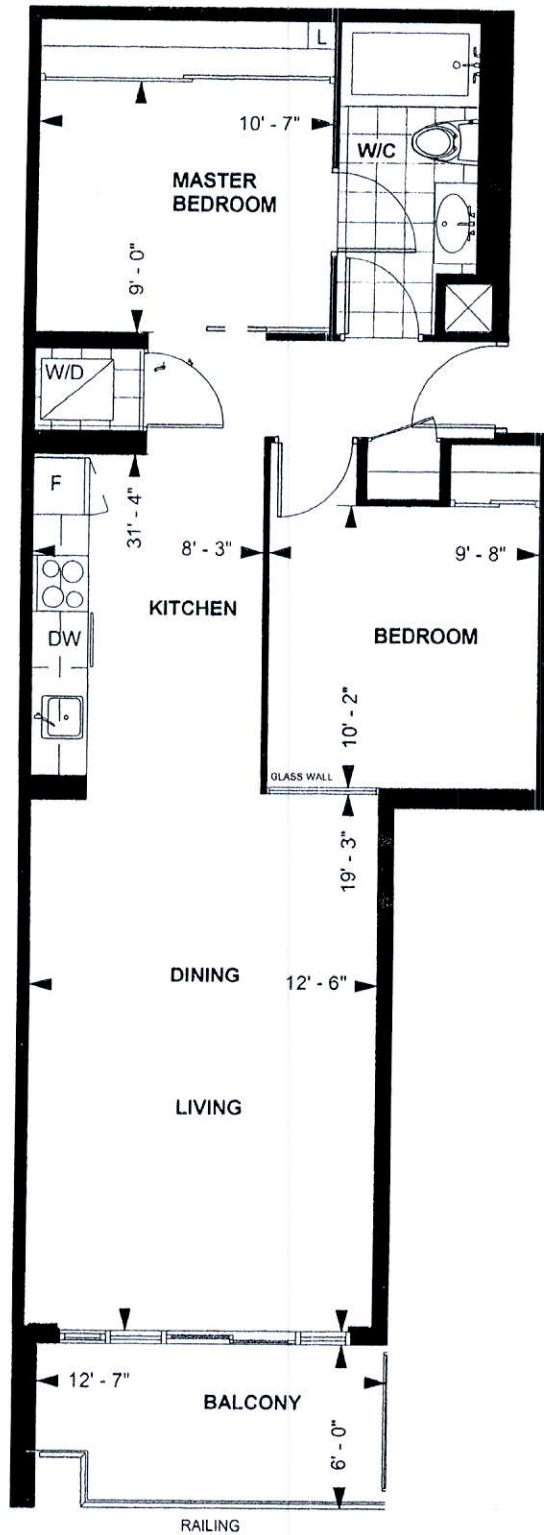 L
10' - 7"
W/C
MASTER
BEDROOM
9' - 0"
W/D
F
31' - 4"
8' - 3"
9' - 8"
KITCHEN
BEDROOM
DW
10' - 2"
GLASS WALL
19' - 3"
DINING
12' - 6"
LIVING
12' - 7"
BALCONY
6' - 0"
RAILING